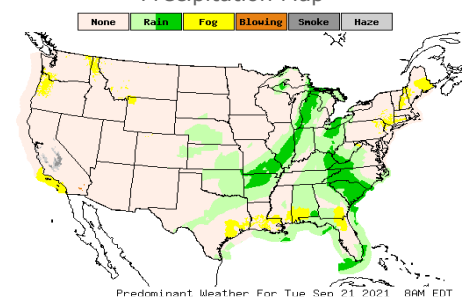 Precipitation Map
None Rain Fog Blowing Smoke Haze
Predominant Weather For Tue Sep 21 2021 8AM EDT